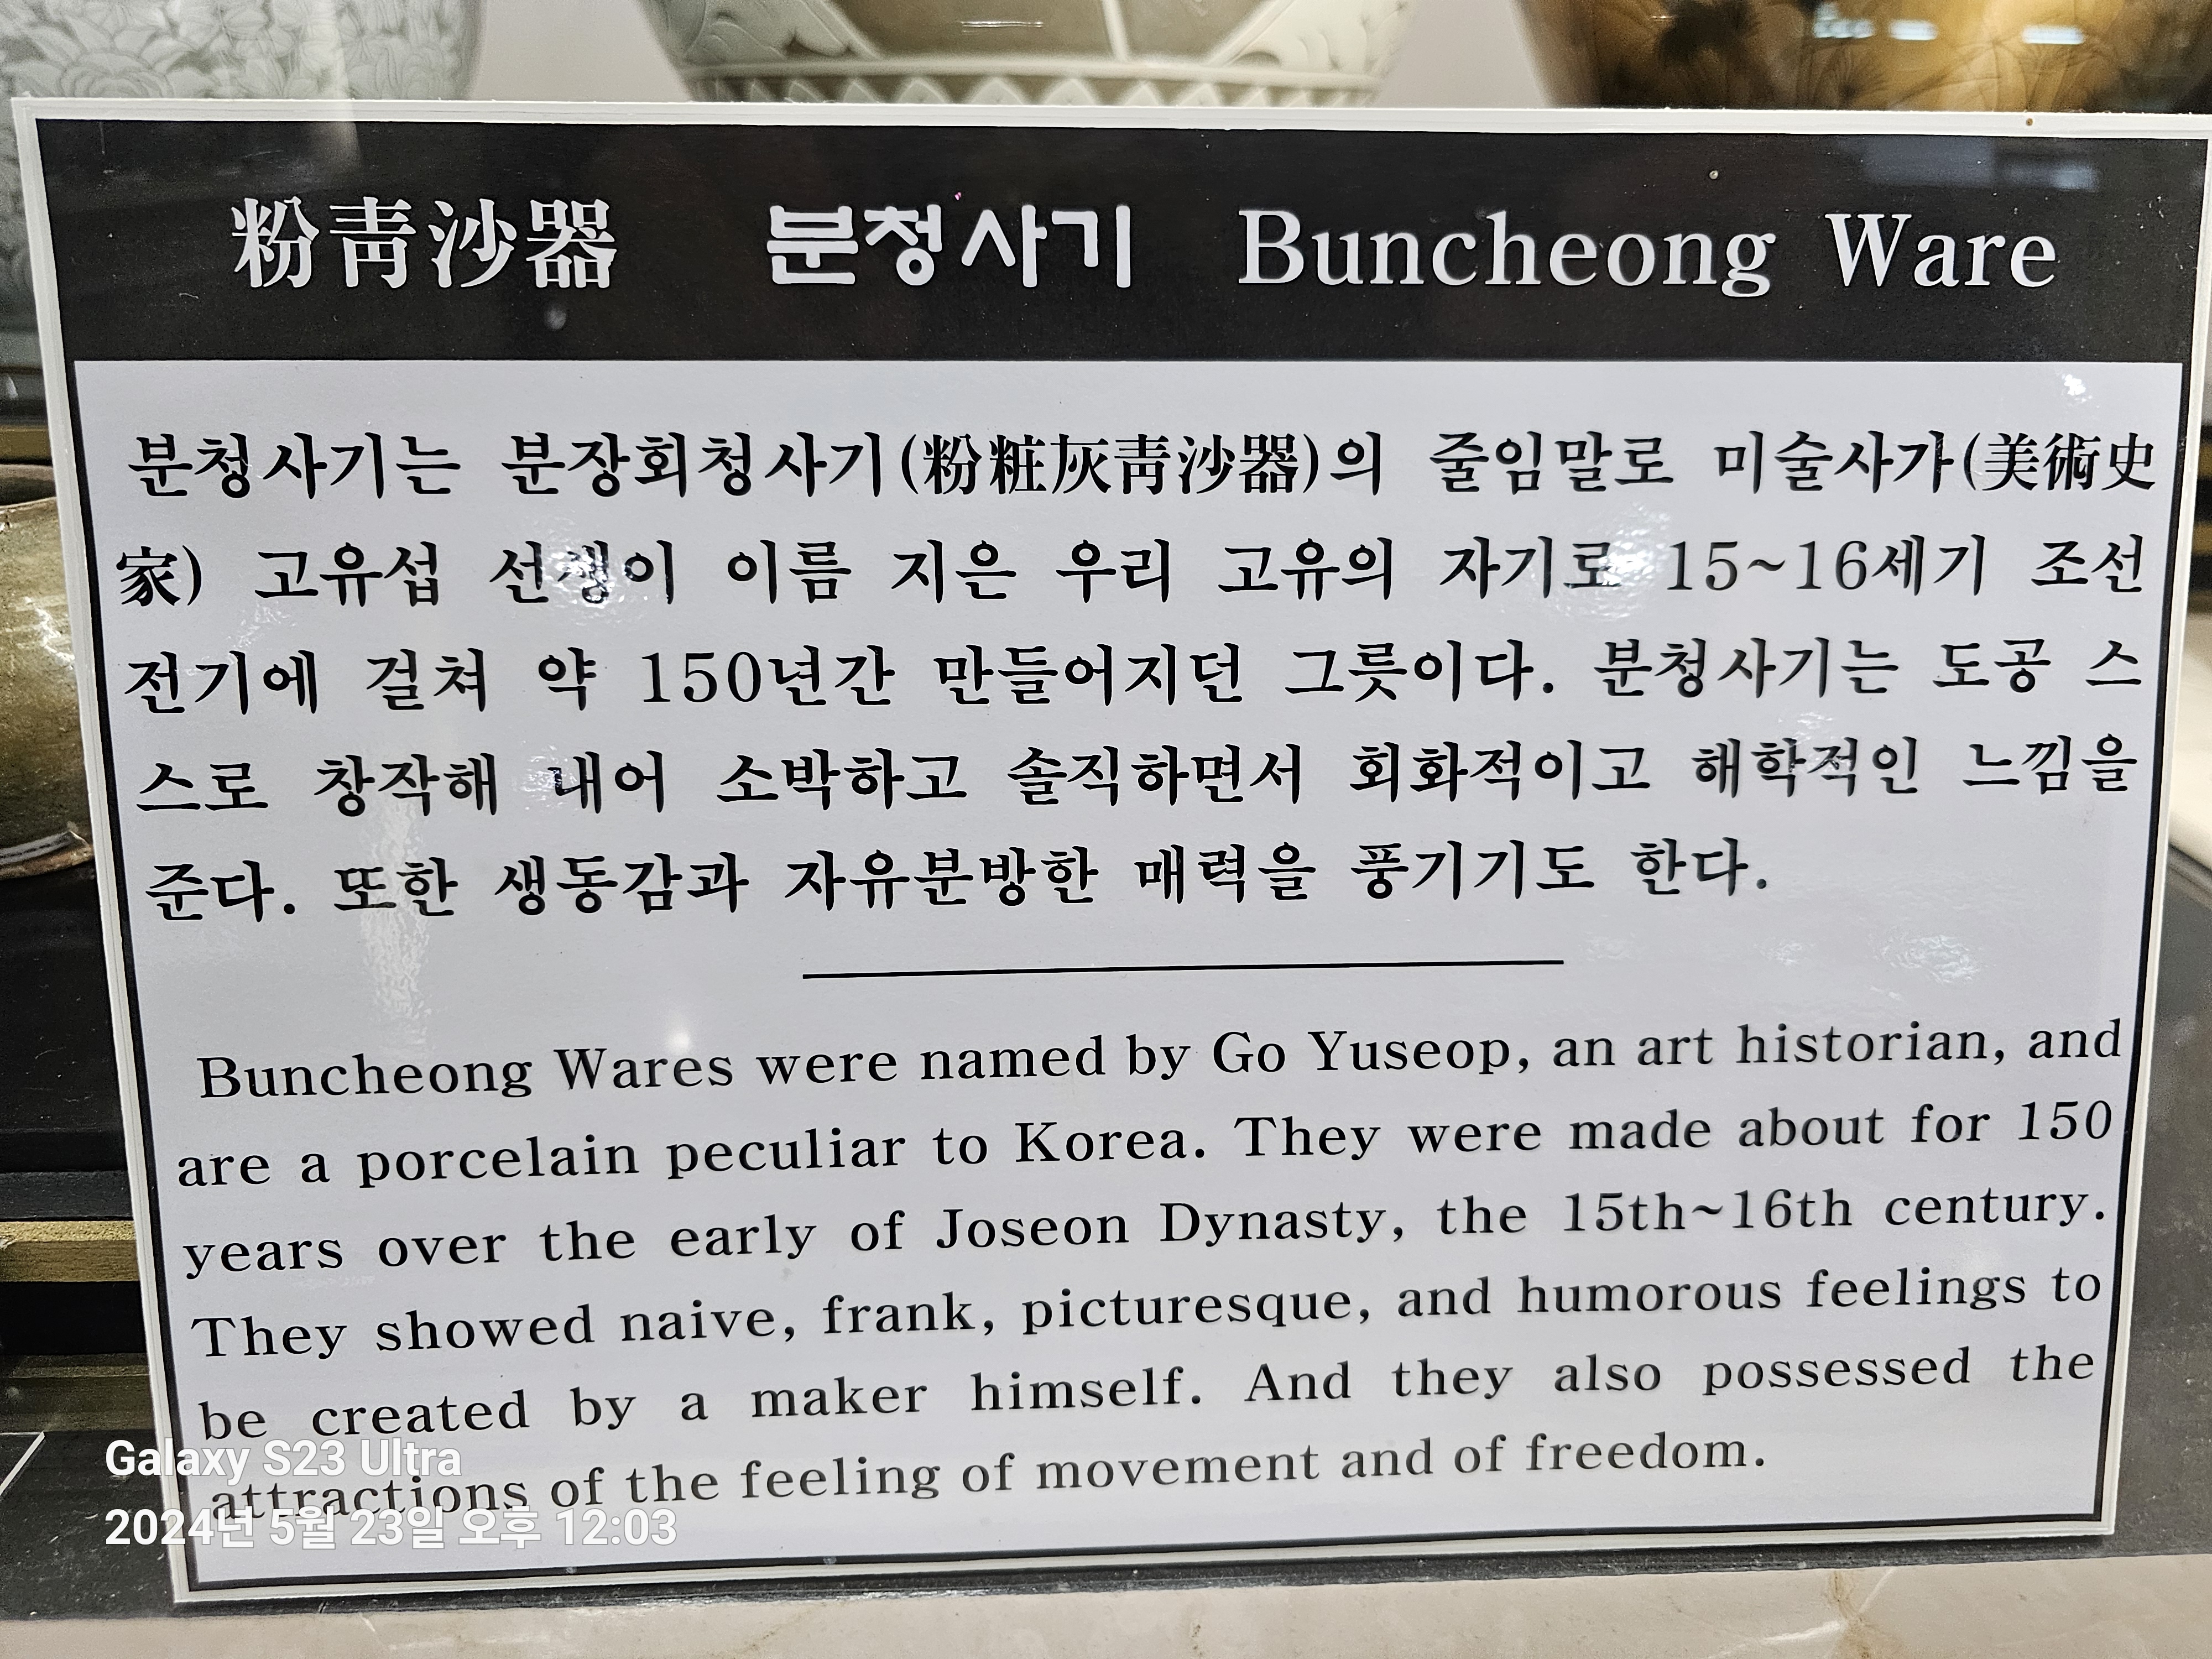 粉靑沙器 분청사기 Buncheong Ware
분청사기는 분장회청사기(粉粧灰靑沙器)의 줄임말로 미술사가(美術史
家) 고유섭 선생이 이름 지은 우리 고유의 자기로 15~16세기 조선
전기에 걸쳐 약 150년간 만들어지던 그릇이다. 분청사기는 도공 스
스로 창작해 내어 소박하고 솔직하면서 회화적이고 해학적인 느낌을
준다. 또한 생동감과 자유분방한 매력을 풍기기도 한다.
Buncheong Wares were named by Go Yuseop, an art historian, and
are a porcelain peculiar to Korea. They were made about for 150
years over the early of Joseon Dynasty, the 15th~16th century.
They showed naive, frank, picturesque, and humorous feelings to
be created by a maker himself. And they also possessed the
attractions of the feeling of movement and of freedom.
Galaxy S23 Ultra
2024년 5월 23일 오후 12:03